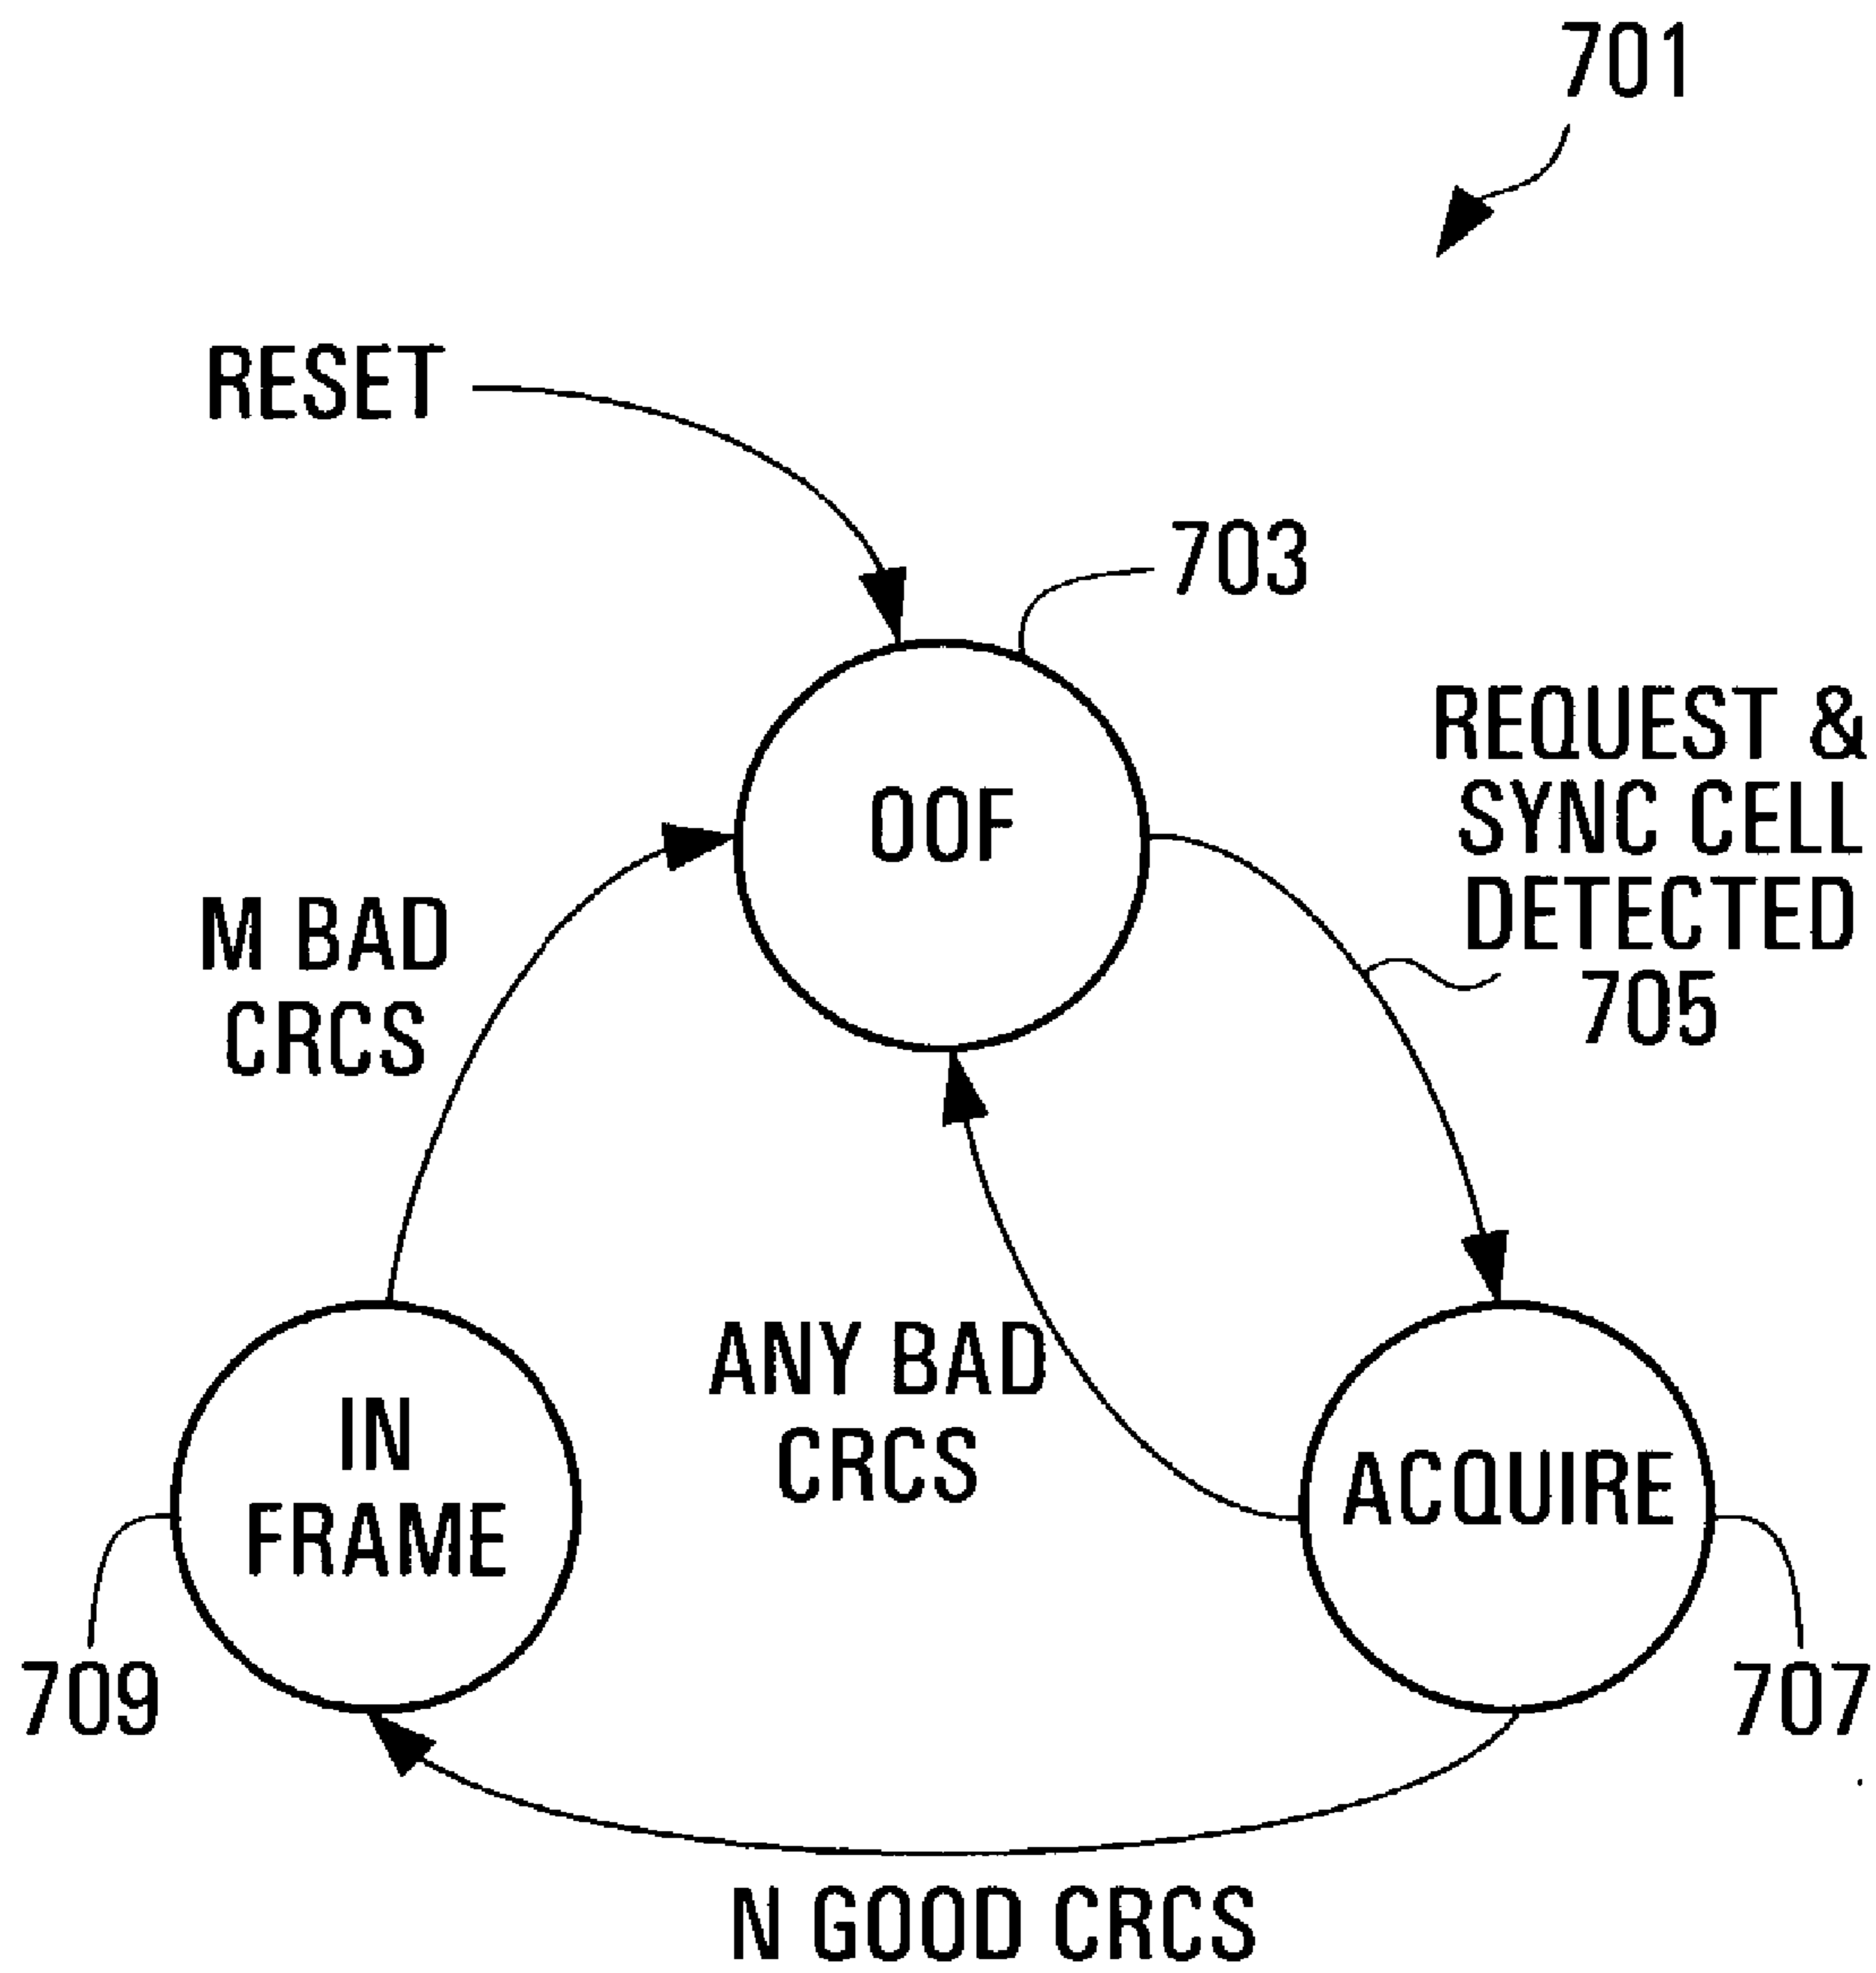 701
RESET
703
OOF
REQUEST &
SYNC CELL
DETECTED
705
M BAD
CRCS
ANY BAD
CRCS
IN
FRAME
ACQUIRE
709
707
N GOOD CRCS